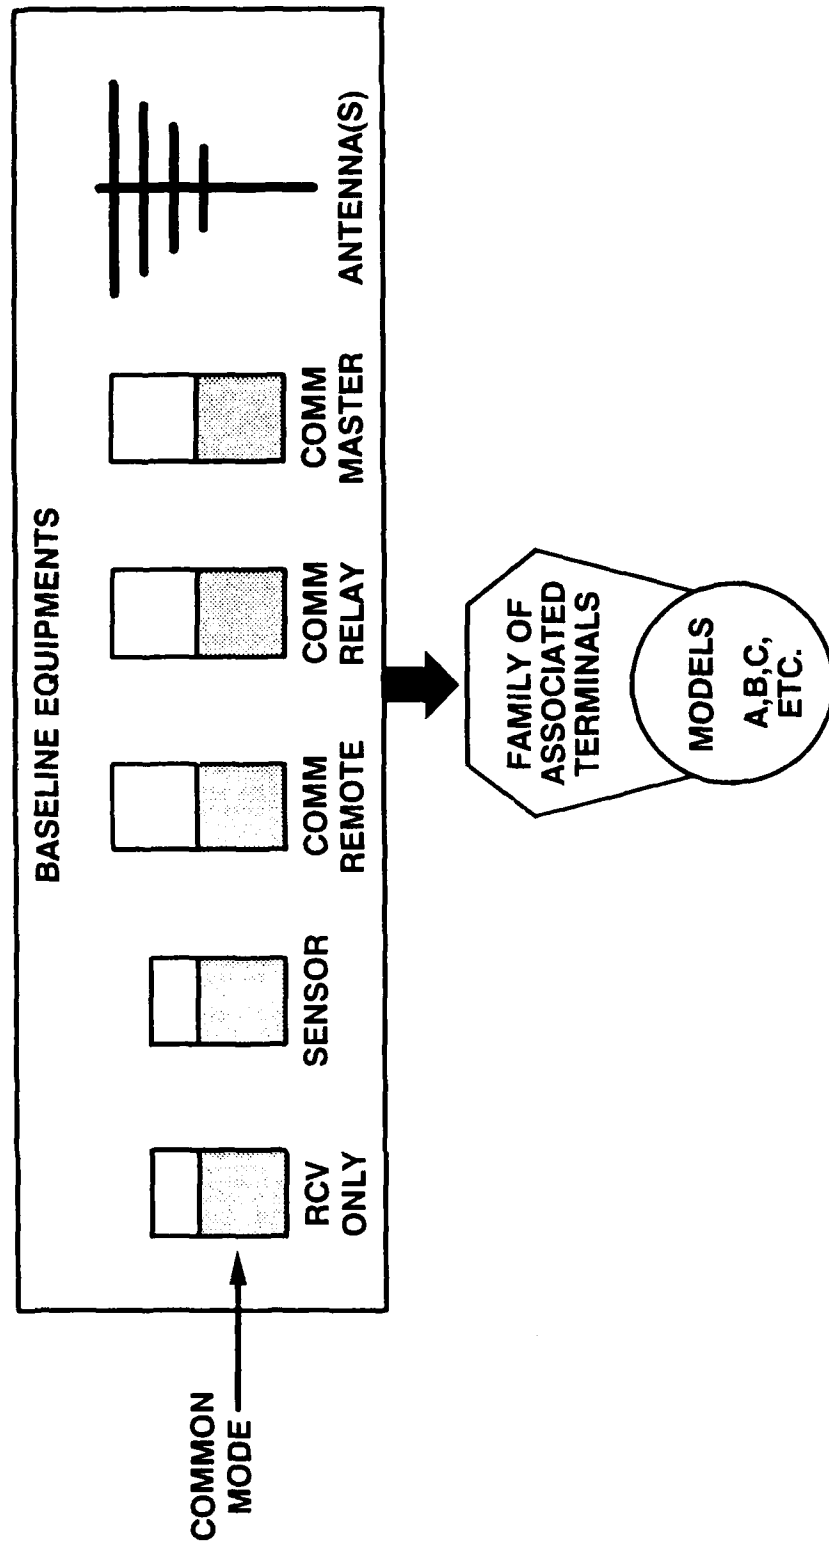 BASELINE EQUIPMENTS
COMMON
MODE
RCV
ONLY
SENSOR
COMM
REMOTE
COMM
RELAY
COMM
MASTER
ANTENNA(S)
FAMILY OF
ASSOCIATED
TERMINALS
MODELS
A,B,C,
ETC.